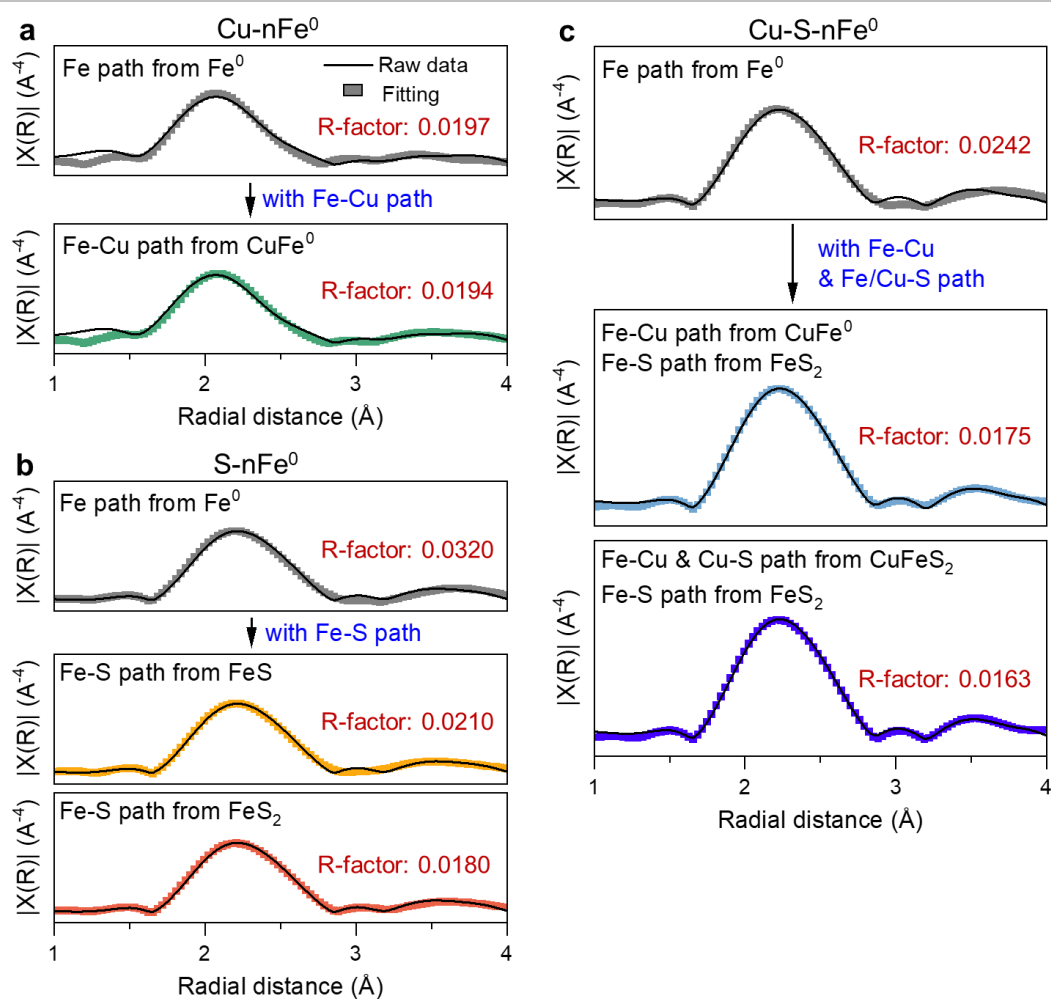 a
Cu-nFe⁰
Fe path from Fe⁰
Raw data
Fitting
R-factor: 0.0197
|X(R)| (A⁻⁴)
with Fe-Cu path
Fe-Cu path from CuFe⁰
R-factor: 0.0194
|X(R)| (A⁻⁴)
1 2 3 4
Radial distance (Å)
b
S-nFe⁰
Fe path from Fe⁰
R-factor: 0.0320
|X(R)| (A⁻⁴)
with Fe-S path
Fe-S path from FeS
R-factor: 0.0210
|X(R)| (A⁻⁴)
Fe-S path from FeS₂
R-factor: 0.0180
|X(R)| (A⁻⁴)
1 2 3 4
Radial distance (Å)
c
Cu-S-nFe⁰
Fe path from Fe⁰
R-factor: 0.0242
|X(R)| (A⁻⁴)
with Fe-Cu
& Fe/Cu-S path
Fe-Cu path from CuFe⁰
Fe-S path from FeS₂
R-factor: 0.0175
|X(R)| (A⁻⁴)
Fe-Cu & Cu-S path from CuFeS₂
Fe-S path from FeS₂
R-factor: 0.0163
|X(R)| (A⁻⁴)
1 2 3 4
Radial distance (Å)